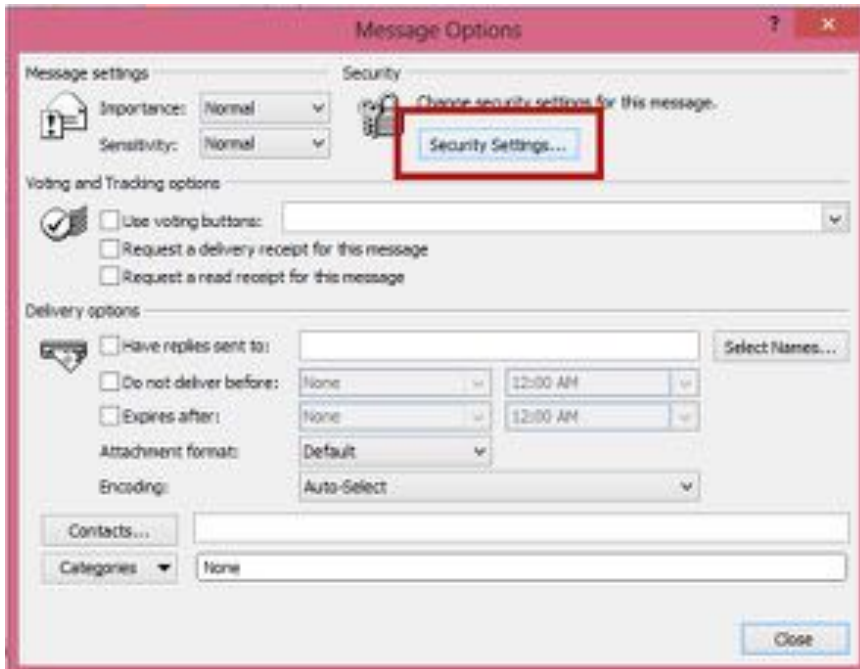 Message Options
Message settings
Security
Importance: Normal
Change security settings for this message.
Sensitivity: Normal
Security Settings...
Voting and Tracking options
Use voting buttons:
Request a delivery receipt for this message
Request a read receipt for this message
Delivery options
Have replies sent to:
Select Names...
Do not deliver before: None 12:00 AM
Expires after: None 12:00 AM
Attachment format: Default
Encoding: Auto-Select
Contacts...
Categories None
Close